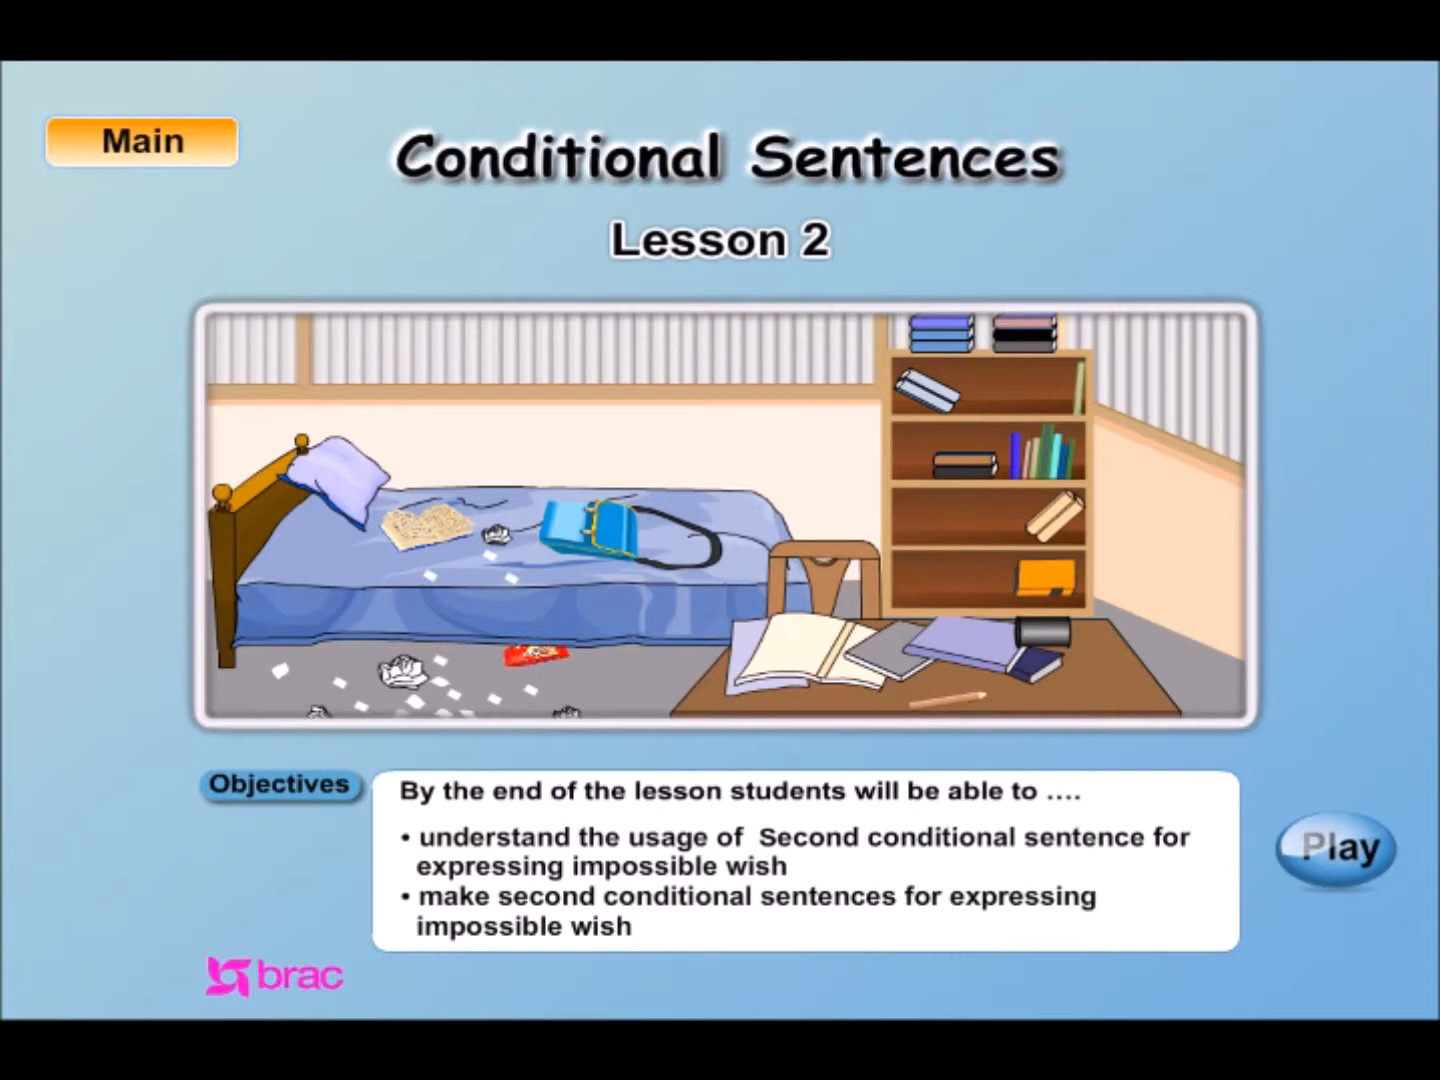 Main
Conditional Sentences
Lesson 2
Objectives
By the end of the lesson students will be able to ....
• understand the usage of Second conditional sentence for
expressing impossible wish
• make second conditional sentences for expressing
impossible wish
Play
brac